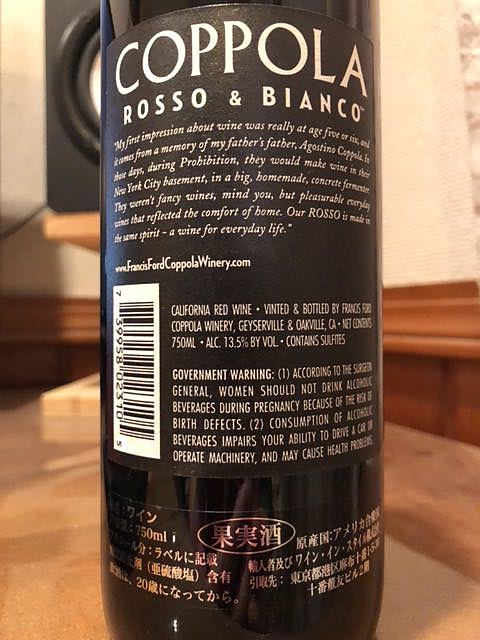 COPPOLA
ROSSO & BIANCO™
"My first impression about wine was really at age five or six, and
it comes from a memory of my father's father, Agostino Coppola. In
those days, during Prohibition, they would make wine in their
New York City basement, in a big, homemade, concrete fermenter.
They weren't fancy wines, mind you, but pleasurable everyday
wines that reflected the comfort of home. Our ROSSO is made in
the same spirit - a wine for everyday life."
www.FrancisFordCoppolaWinery.com
7 39958 02310 5
CALIFORNIA RED WINE • VINTED & BOTTLED BY FRANCIS FORD
COPPOLA WINERY, GEYSERVILLE & OAKVILLE, CA • NET CONTENTS
750ML • ALC. 13.5% BY VOL. • CONTAINS SULFITES
GOVERNMENT WARNING: (1) ACCORDING TO THE SURGEON
GENERAL, WOMEN SHOULD NOT DRINK ALCOHOLIC
BEVERAGES DURING PREGNANCY BECAUSE OF THE RISK OF
BIRTH DEFECTS. (2) CONSUMPTION OF ALCOHOLIC
BEVERAGES IMPAIRS YOUR ABILITY TO DRIVE A CAR OR
OPERATE MACHINERY, AND MAY CAUSE HEALTH PROBLEMS.
ワイン
750ml
分：ラベルに記載
剤（亜硫酸塩）含有
は、20歳になってから。
果実酒
原産国：アメリカ合衆国
輸入者及び ワイン・イン・スタイル株式会社
引取先： 東京都港区麻布十番1-5-30
十番董友ビル2階